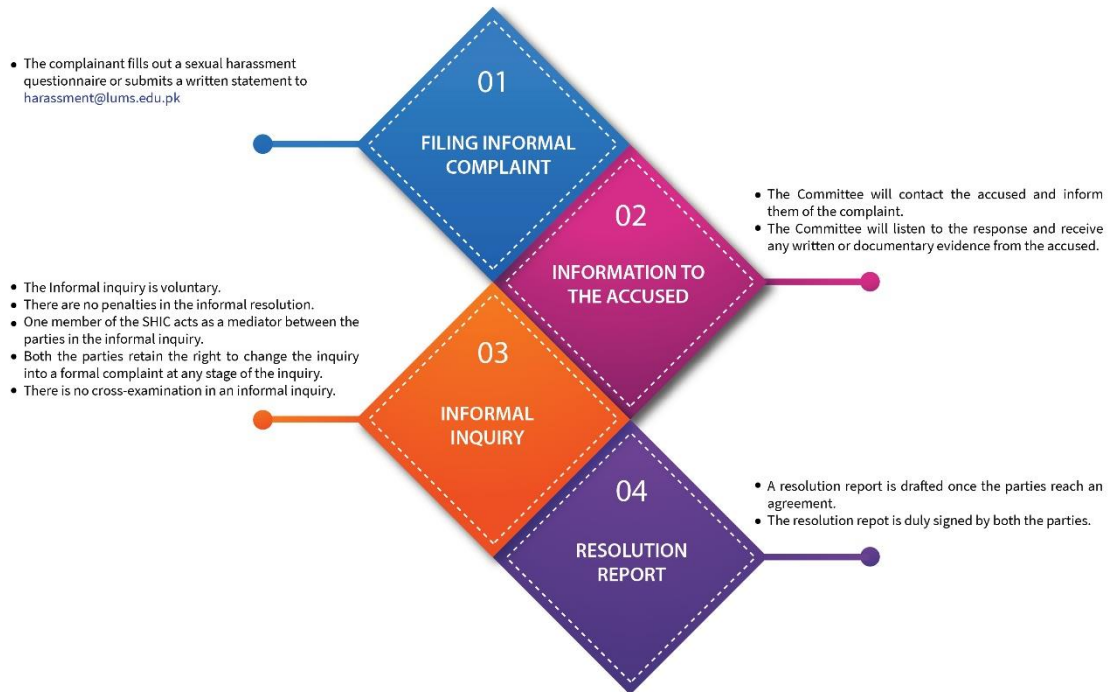 • The complainant fills out a sexual harassment
questionnaire or submits a written statement to
harassment@lums.edu.pk
01
FILING INFORMAL
COMPLAINT
• The Committee will contact the accused and inform
them of the complaint.
• The Committee will listen to the response and receive
any written or documentary evidence from the accused.
02
INFORMATION TO
THE ACCUSED
• The Informal inquiry is voluntary.
• There are no penalties in the informal resolution.
• One member of the SHIC acts as a mediator between the
parties in the informal inquiry.
• Both the parties retain the right to change the inquiry
into a formal complaint at any stage of the inquiry.
• There is no cross-examination in an informal inquiry.
03
INFORMAL
INQUIRY
• A resolution report is drafted once the parties reach an
agreement.
• The resolution repot is duly signed by both the parties.
04
RESOLUTION
REPORT